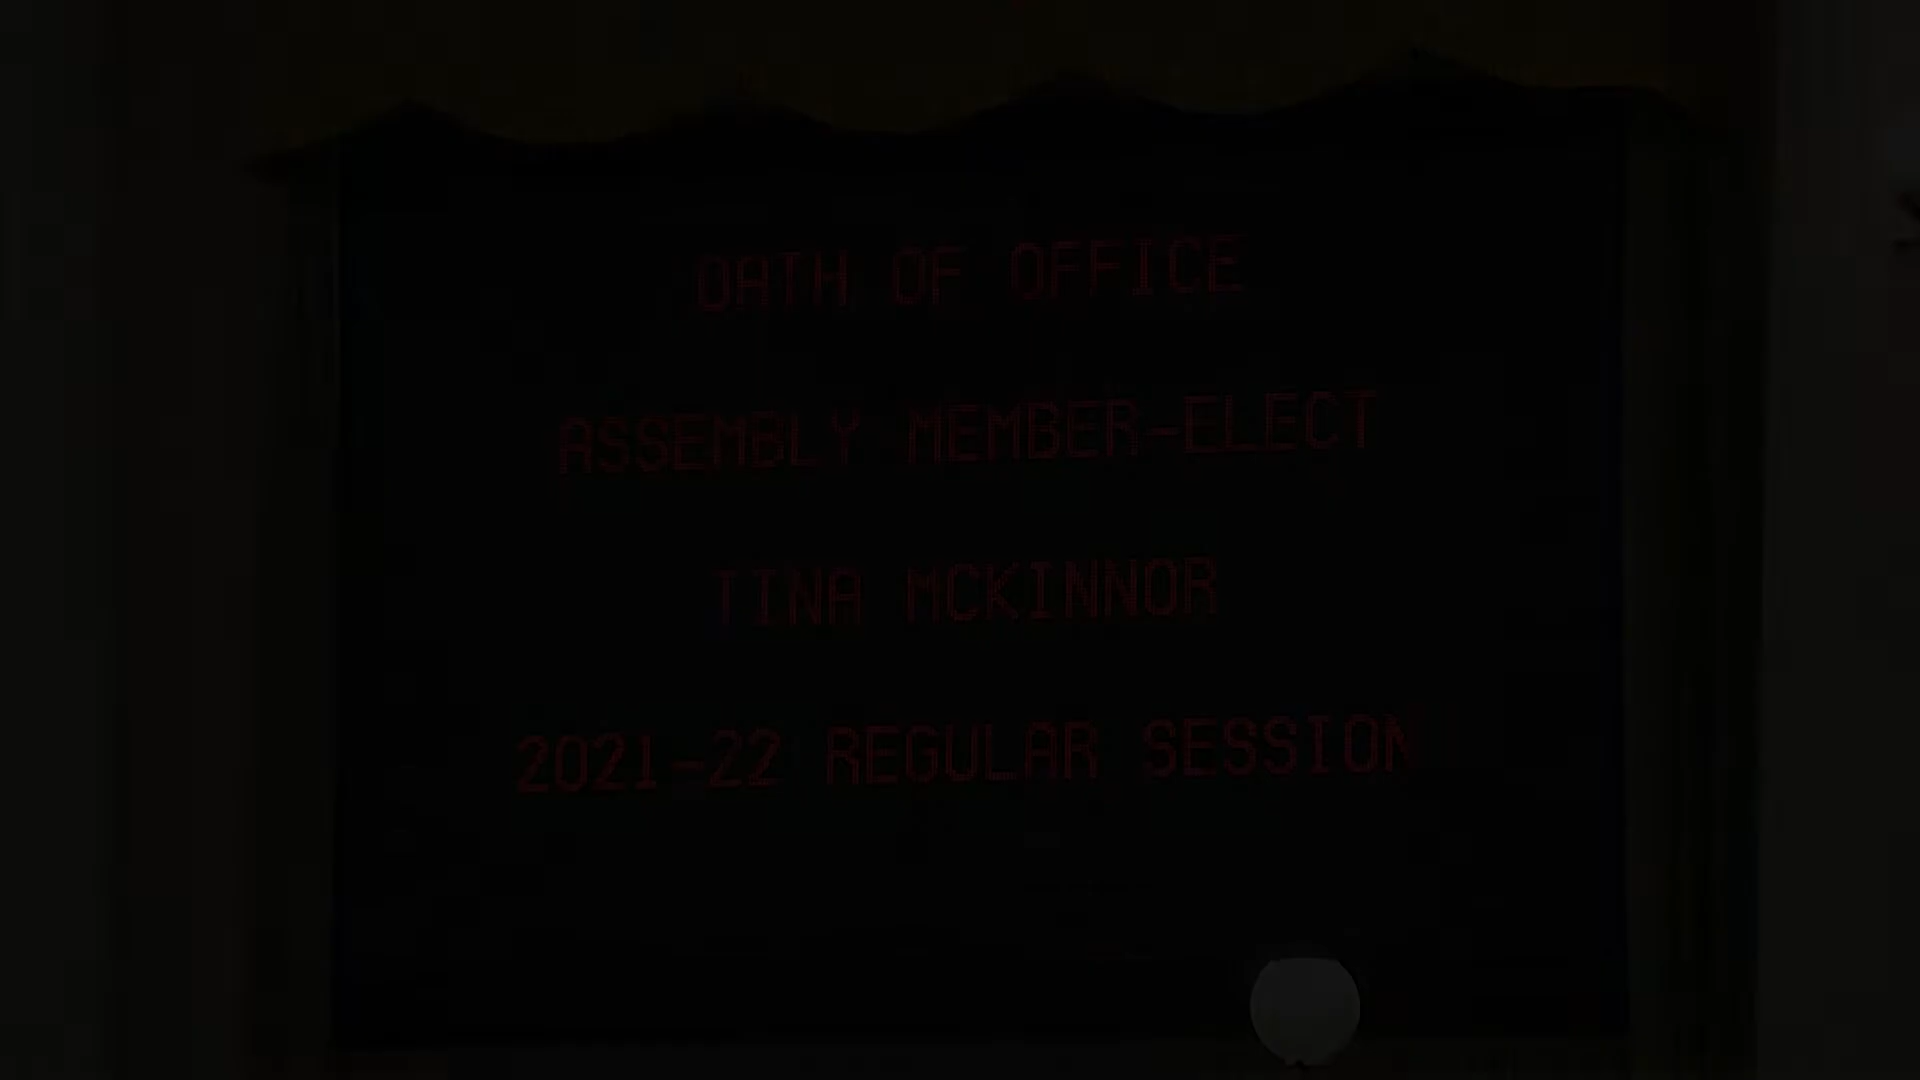 OATH OF OFFICE
ASSEMBLY MEMBER-ELECT
TINA MCKINNOR
2021-22 REGULAR SESSION